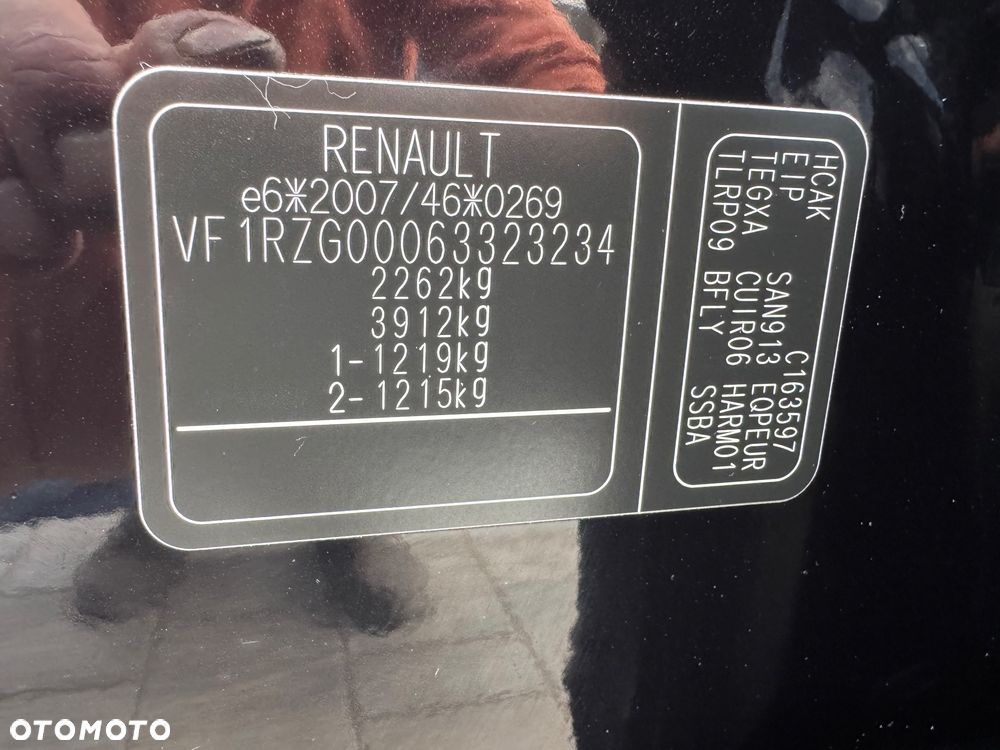 RENAULT
e6*2007/46*0269
VF1RZG00063323234
2262kg
3912kg
1-1219kg
2-1215kg
HCAK C163597
EIP
TEGXA SAN913 EQPEUR
TLRP09 CUIR06 HARM01
BFLY SSBA
OTOMOTO